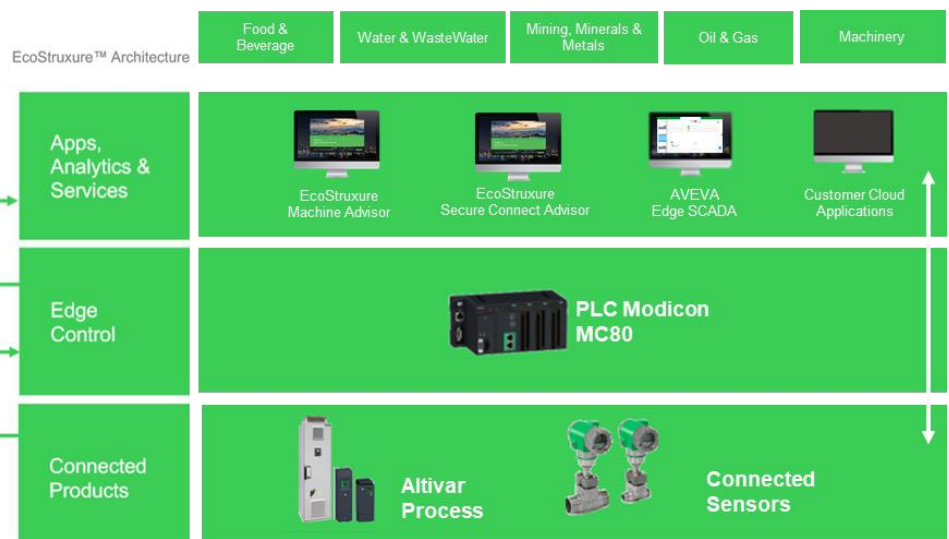 EcoStruxure™ Architecture
Food &
Beverage
Water & WasteWater
Mining, Minerals &
Metals
Oil & Gas
Machinery
Apps,
Analytics &
Services
EcoStruxure
Machine Advisor
EcoStruxure
Secure Connect Advisor
AVEVA
Edge SCADA
Customer Cloud
Applications
Edge
Control
PLC Modicon
MC80
Connected
Products
Altivar
Process
Connected
Sensors